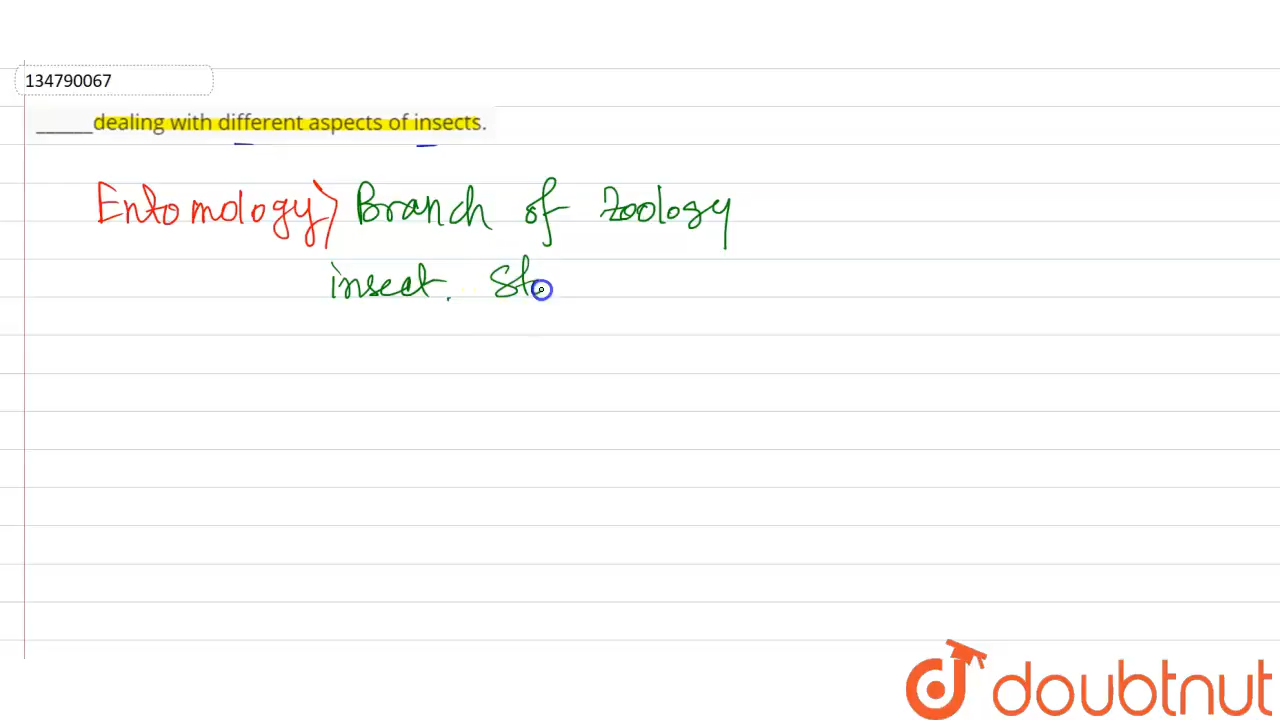 134790067
______dealing with different aspects of insects.
Entomology) Branch of Zoology
insect. St
doubtnut